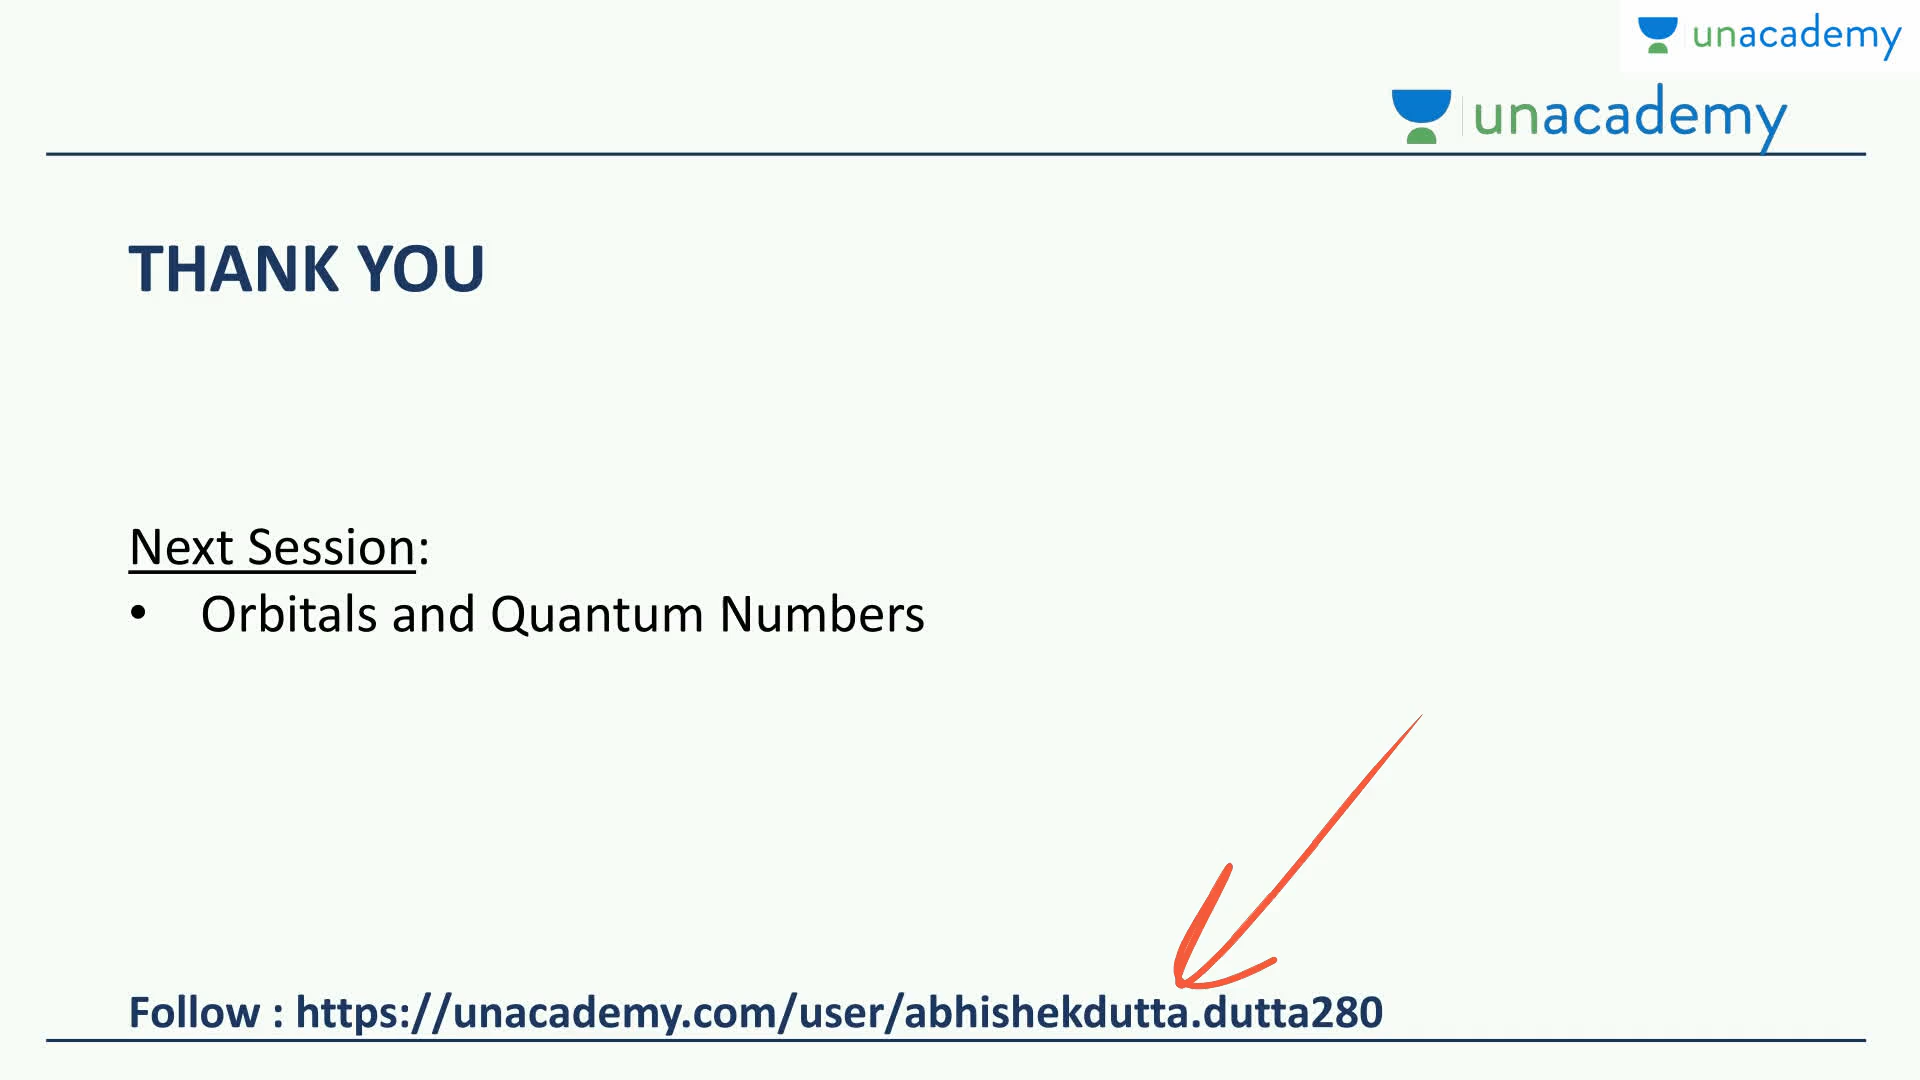 unacademy
unacademy
THANK YOU
Next Session:
• Orbitals and Quantum Numbers
Follow : https://unacademy.com/user/abhishekdutta.dutta280